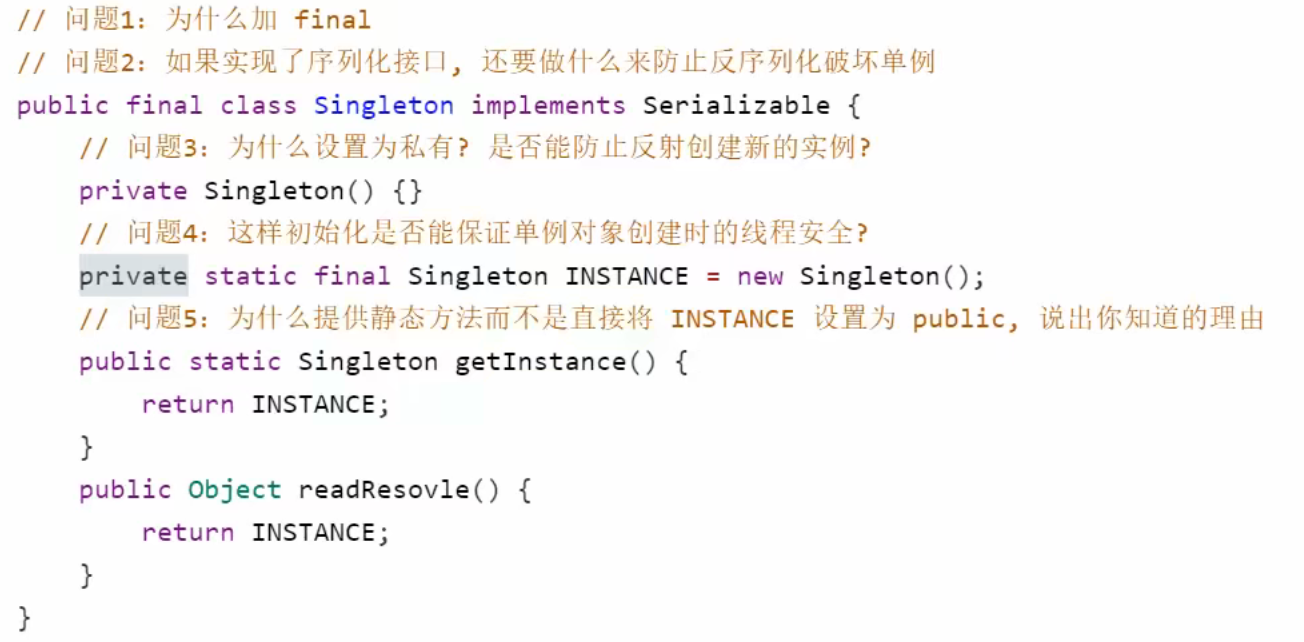 // 问题1：为什么加 final
// 问题2：如果实现了序列化接口, 还要做什么来防止反序列化破坏单例
public final class Singleton implements Serializable {
// 问题3：为什么设置为私有? 是否能防止反射创建新的实例?
private Singleton() {}
// 问题4：这样初始化是否能保证单例对象创建时的线程安全?
private static final Singleton INSTANCE = new Singleton();
// 问题5：为什么提供静态方法而不是直接将 INSTANCE 设置为 public, 说出你知道的理由
public static Singleton getInstance() {
return INSTANCE;
}
public Object readResovle() {
return INSTANCE;
}
}